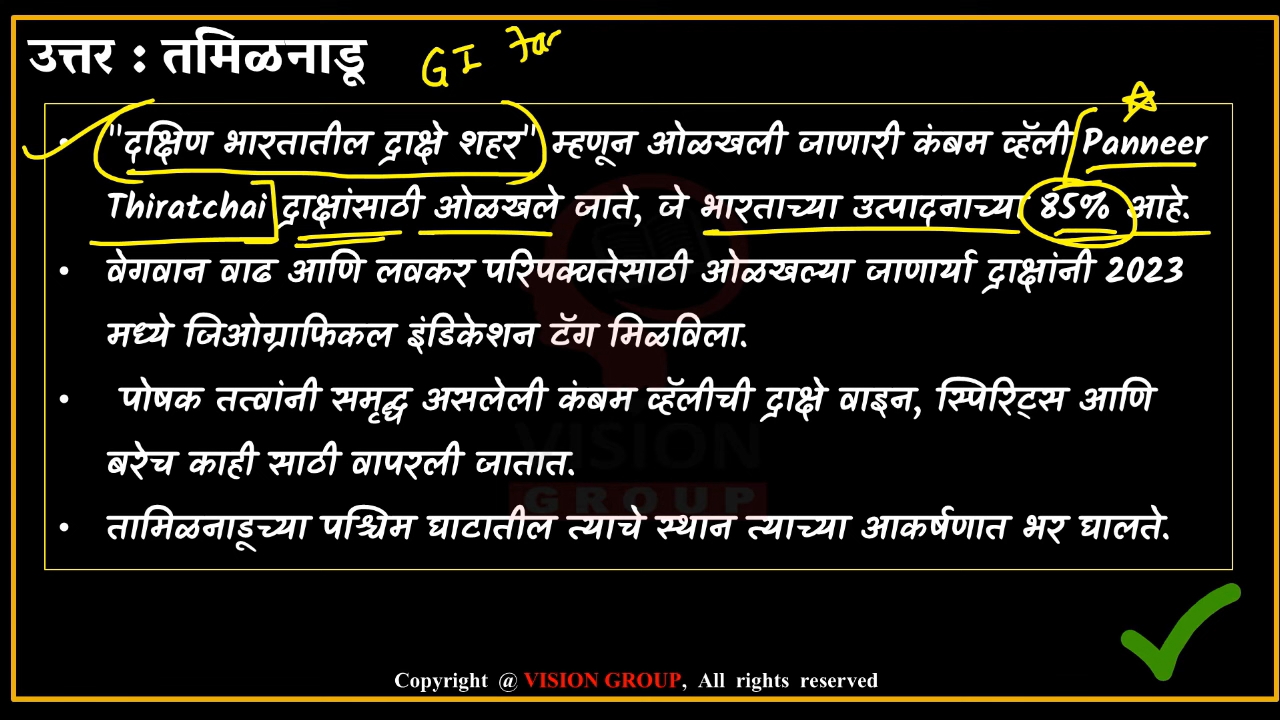 उत्तर : तमिळनाडू
GI Tag
• "दक्षिण भारतातील द्राक्षे शहर" म्हणून ओळखली जाणारी कंबम व्हॅली Panneer
Thiratchai द्राक्षांसाठी ओळखले जाते, जे भारताच्या उत्पादनाच्या 85% आहे.
• वेगवान वाढ आणि लवकर परिपक्वतेसाठी ओळखल्या जाणार्या द्राक्षांनी 2023
मध्ये जिओग्राफिकल इंडिकेशन टॅग मिळविला.
• पोषक तत्वांनी समृद्ध असलेली कंबम व्हॅलीची द्राक्षे वाइन, स्पिरिट्स आणि
बरेच काही साठी वापरली जातात.
• तामिळनाडूच्या पश्चिम घाटातील त्याचे स्थान त्याच्या आकर्षणात भर घालते.
VISION
GROUP
Copyright @ VISION GROUP, All rights reserved